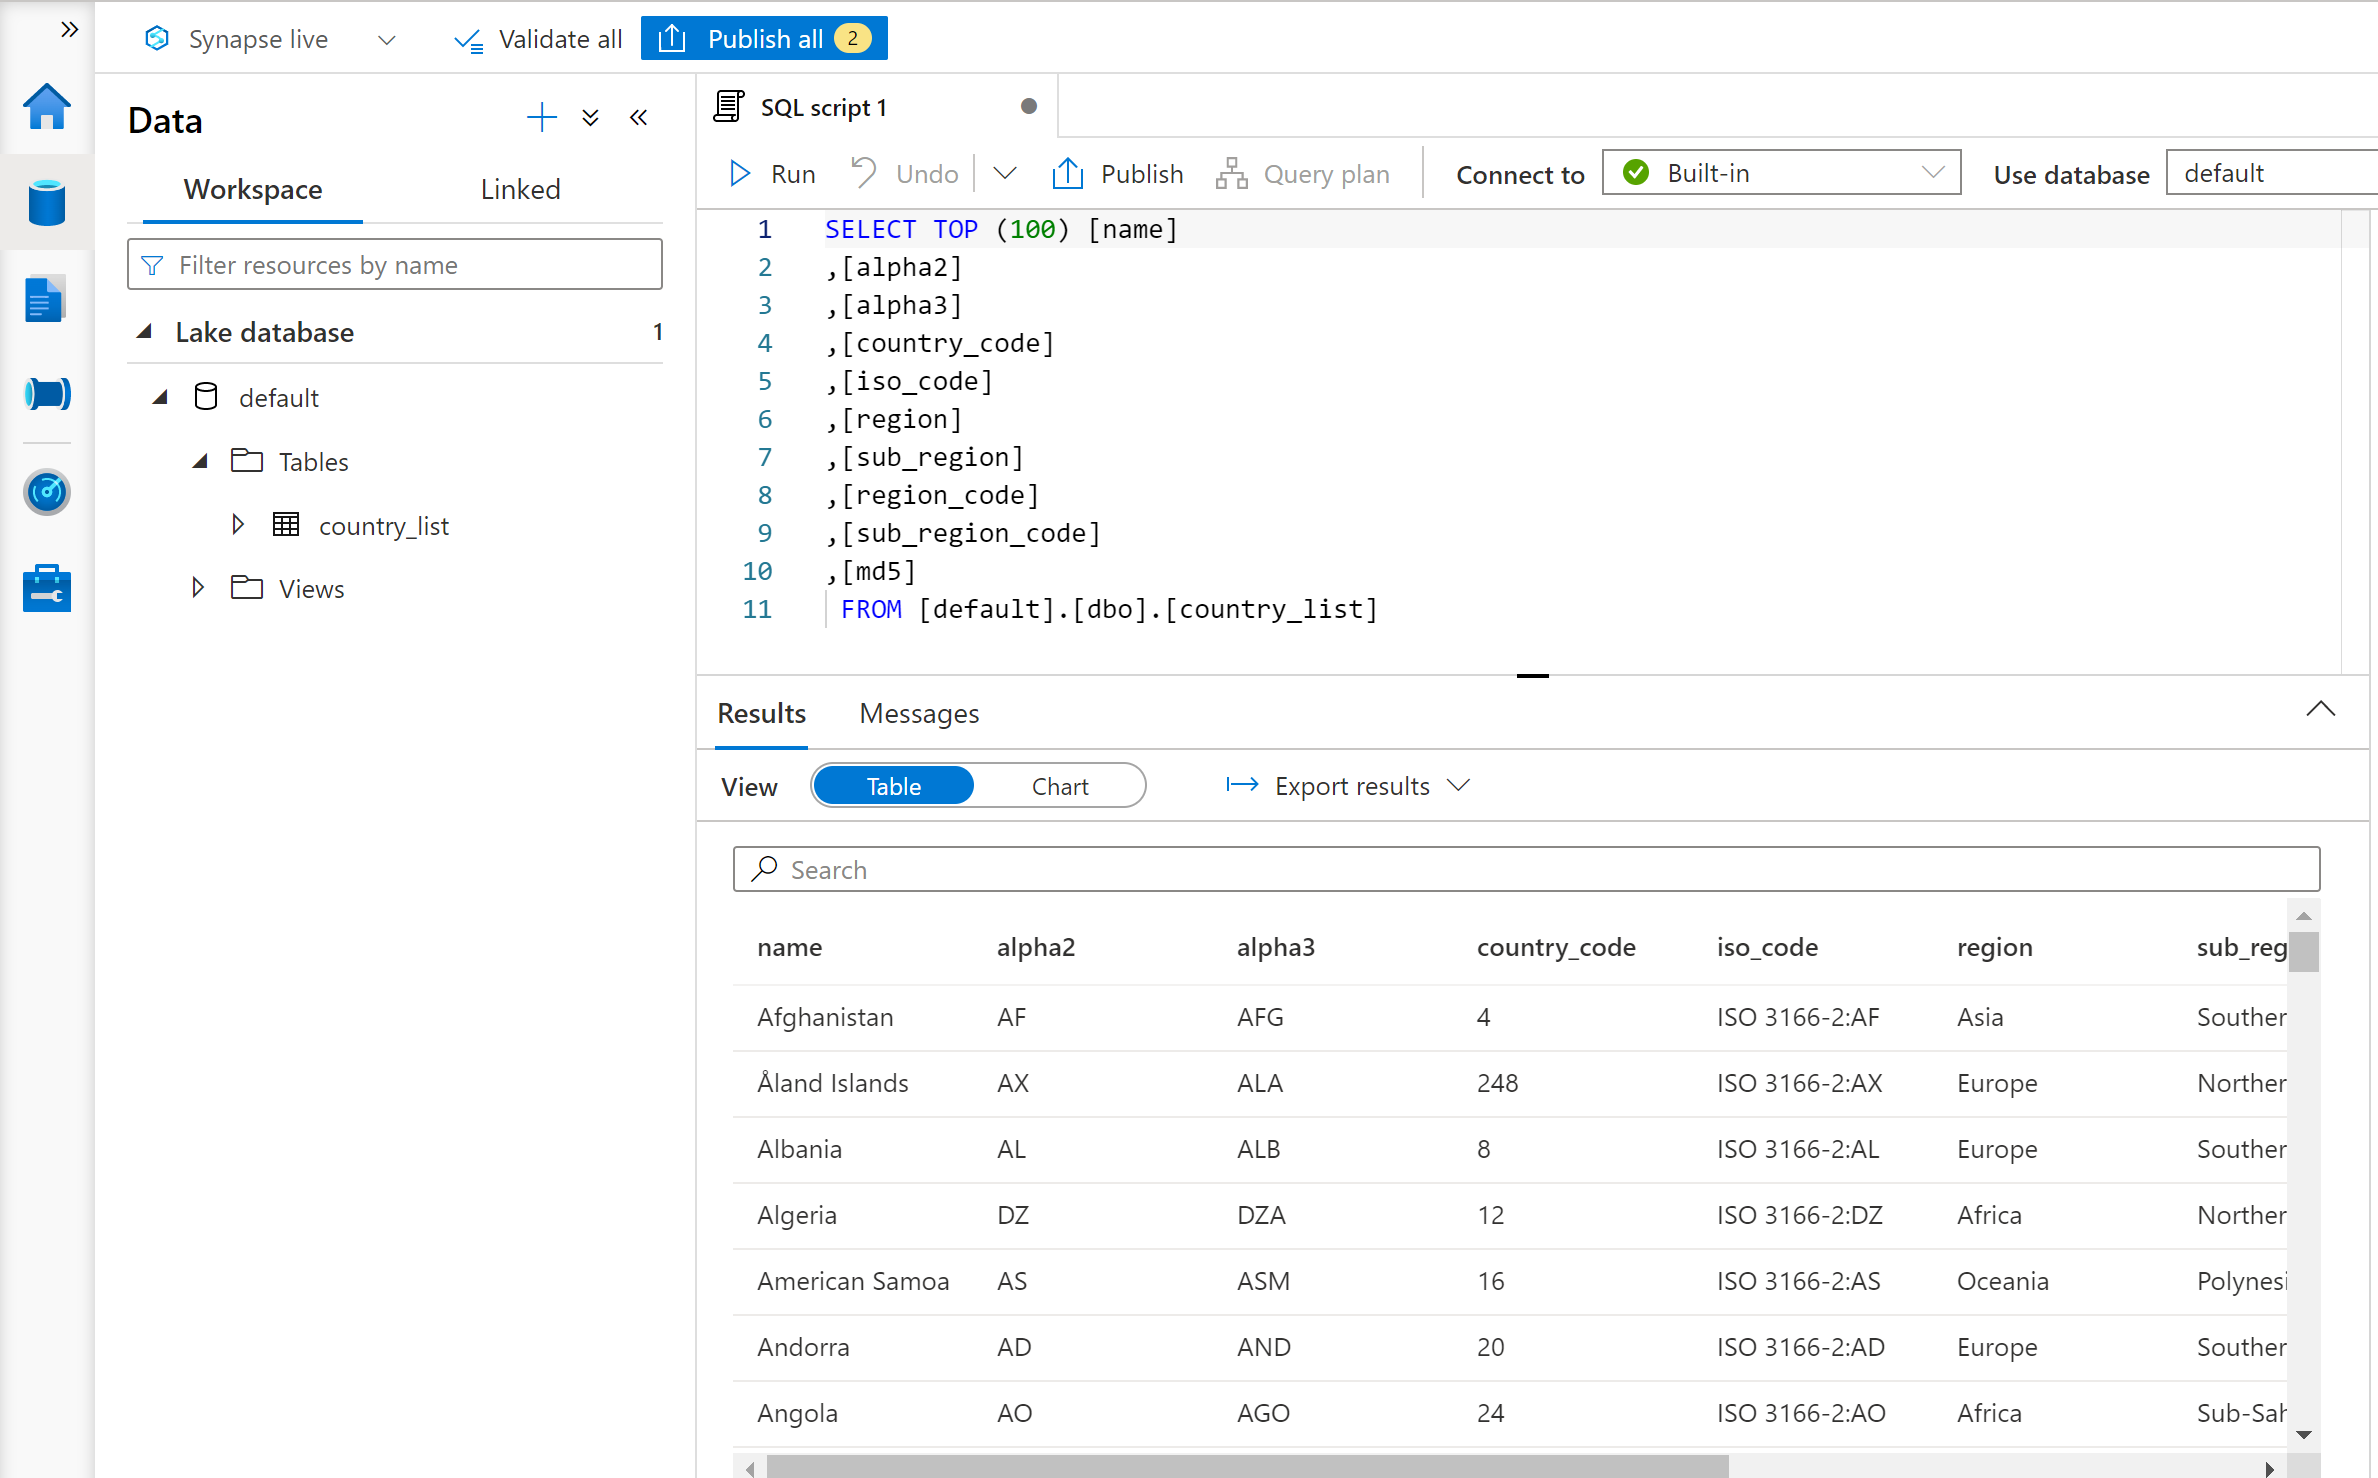 Synapse live
Validate all
Publish all 2
Data
Workspace Linked
Filter resources by name
Lake database 1
default
Tables
country_list
Views
SQL script 1
Run Undo Publish Query plan Connect to Built-in Use database default
1 SELECT TOP (100) [name]
2 ,[alpha2]
3 ,[alpha3]
4 ,[country_code]
5 ,[iso_code]
6 ,[region]
7 ,[sub_region]
8 ,[region_code]
9 ,[sub_region_code]
10 ,[md5]
11 FROM [default].[dbo].[country_list]
Results Messages
View Table Chart Export results
Search
name alpha2 alpha3 country_code iso_code region sub_reg
Afghanistan AF AFG 4 ISO 3166-2:AF Asia Souther
Åland Islands AX ALA 248 ISO 3166-2:AX Europe Norther
Albania AL ALB 8 ISO 3166-2:AL Europe Souther
Algeria DZ DZA 12 ISO 3166-2:DZ Africa Norther
American Samoa AS ASM 16 ISO 3166-2:AS Oceania Polynesi
Andorra AD AND 20 ISO 3166-2:AD Europe Souther
Angola AO AGO 24 ISO 3166-2:AO Africa Sub-Sah